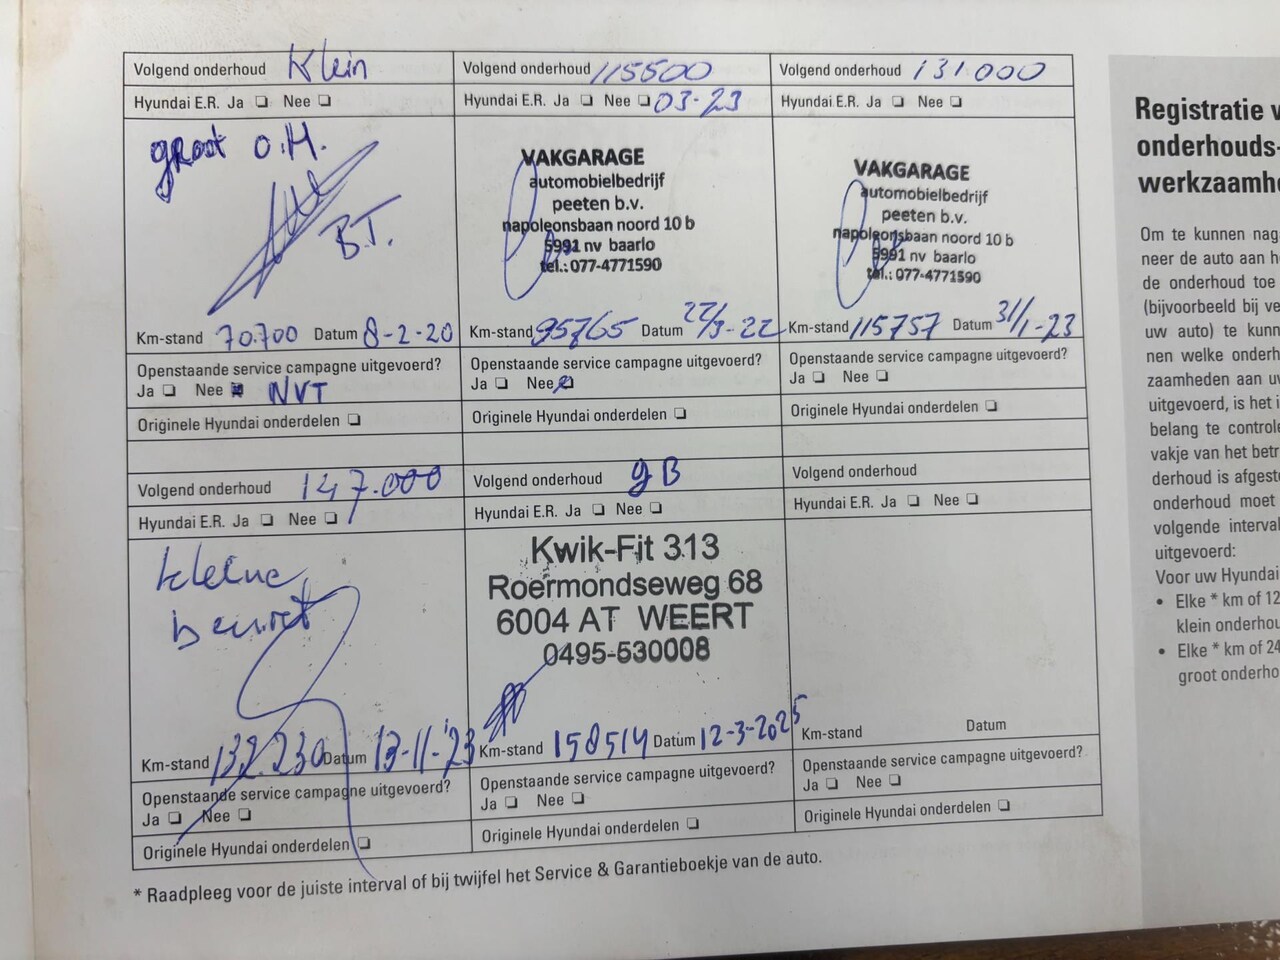 Volgend onderhoud Klein
Hyundai E.R. Ja ❏ Nee ❏
groot O.H.
B.T.
Km-stand 70.700 Datum 8-2-20
Openstaande service campagne uitgevoerd?
Ja ❏ Nee ❏ NVT
Originele Hyundai onderdelen ❏
Volgend onderhoud 115500
Hyundai E.R. Ja ❏ Nee ❏ 03-23
VAKGARAGE
automobielbedrijf
peeten b.v.
napoleonsbaan noord 10 b
5991 nv baarlo
tel.: 077-4771590
Km-stand 95765 Datum 22/3-22
Openstaande service campagne uitgevoerd?
Ja ❏ Nee ❏
Originele Hyundai onderdelen ❏
Volgend onderhoud 131000
Hyundai E.R. Ja ❏ Nee ❏
VAKGARAGE
automobielbedrijf
peeten b.v.
napoleonsbaan noord 10 b
5991 nv baarlo
tel.: 077-4771590
Km-stand 115757 Datum 31/1-23
Openstaande service campagne uitgevoerd?
Ja ❏ Nee ❏
Originele Hyundai onderdelen ❏
Volgend onderhoud 147.000
Hyundai E.R. Ja ❏ Nee ❏
kleine
beurt
Km-stand 132.230 Datum 13-11-'23
Openstaande service campagne uitgevoerd?
Ja ❏ Nee ❏
Originele Hyundai onderdelen ❏
Volgend onderhoud gB
Hyundai E.R. Ja ❏ Nee ❏
Kwik-Fit 313
Roermondseweg 68
6004 AT WEERT
0495-530008
Km-stand 158514 Datum 12-3-2025
Openstaande service campagne uitgevoerd?
Ja ❏ Nee ❏
Originele Hyundai onderdelen ❏
Volgend onderhoud
Hyundai E.R. Ja ❏ Nee ❏
Km-stand Datum
Openstaande service campagne uitgevoerd?
Ja ❏ Nee ❏
Originele Hyundai onderdelen ❏
* Raadpleeg voor de juiste interval of bij twijfel het Service & Garantieboekje van de auto.
Registratie
onderhouds-
werkzaamhe
Om te kunnen nag
neer de auto aan h
de onderhoud toe
(bijvoorbeeld bij ve
uw auto) te kunn
nen welke onderh
zaamheden aan u
uitgevoerd, is het i
belang te controle
vakje van het betr
derhoud is afgest
onderhoud moet
volgende interval
uitgevoerd:
Voor uw Hyundai
• Elke * km of 12
klein onderhou
• Elke * km of 24
groot onderho